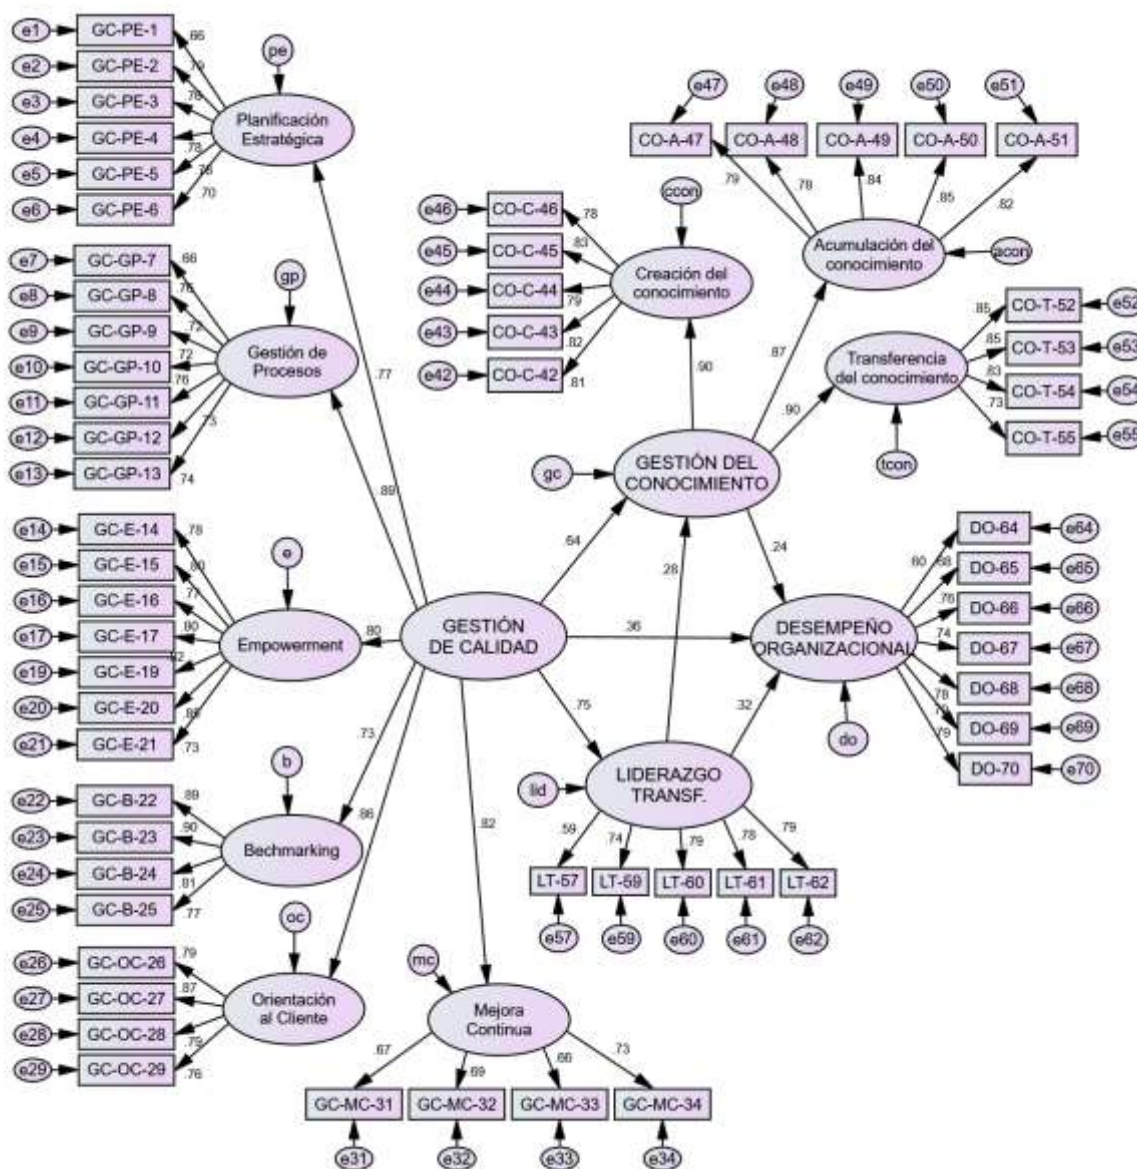 e1 GC-PE-1 .66
e2 GC-PE-2 .79
e3 GC-PE-3 .76
e4 GC-PE-4 .78
e5 GC-PE-5 .78
e6 GC-PE-6 .70
pe
Planificación
Estratégica
e7 GC-GP-7 .66
e8 GC-GP-8 .76
e9 GC-GP-9 .72
e10 GC-GP-10 .72
e11 GC-GP-11 .76
e12 GC-GP-12 .73
e13 GC-GP-13 .74
gp
Gestión de
Procesos
e14 GC-E-14 .78
e15 GC-E-15 .80
e16 GC-E-16 .77
e17 GC-E-17 .80
e19 GC-E-19
e20 GC-E-20
e21 GC-E-21 .73
e
Empowerment
e22 GC-B-22 .89
e23 GC-B-23 .90
e24 GC-B-24 .81
e25 GC-B-25 .77
b
Bechmarking
e26 GC-OC-26 .79
e27 GC-OC-27 .87
e28 GC-OC-28 .79
e29 GC-OC-29 .76
oc
Orientación
al Cliente
mc
Mejora
Continua
.67 .69 .66 .73
GC-MC-31 GC-MC-32 GC-MC-33 GC-MC-34
e31 e32 e33 e34
GESTIÓN
DE CALIDAD
.77
.89
.80
.73
.86
.82
.64
.36
.75
e47 e48 e49 e50 e51
CO-A-47 CO-A-48 CO-A-49 CO-A-50 CO-A-51
.79 .78 .84 .85 .82
Acumulación del
conocimiento
acon
ccon
e46 CO-C-46 .78
e45 CO-C-45 .83
e44 CO-C-44 .79
e43 CO-C-43 .82
e42 CO-C-42 .81
Creación del
conocimiento
.90
.87
.90
Transferencia
del conocimiento
tcon
.85 CO-T-52 e52
.85 CO-T-53 e53
.83 CO-T-54 e54
.73 CO-T-55 e55
gc
GESTIÓN DEL
CONOCIMIENTO
.28
.24
.32
DESEMPEÑO
ORGANIZACIONAL
do
.60 DO-64 e64
.68 DO-65 e65
.76 DO-66 e66
.74 DO-67 e67
.78 DO-68 e68
DO-69 e69
.79 DO-70 e70
lid
LIDERAZGO
TRANSF.
.59 .74 .79 .78 .79
LT-57 LT-59 LT-60 LT-61 LT-62
e57 e59 e60 e61 e62